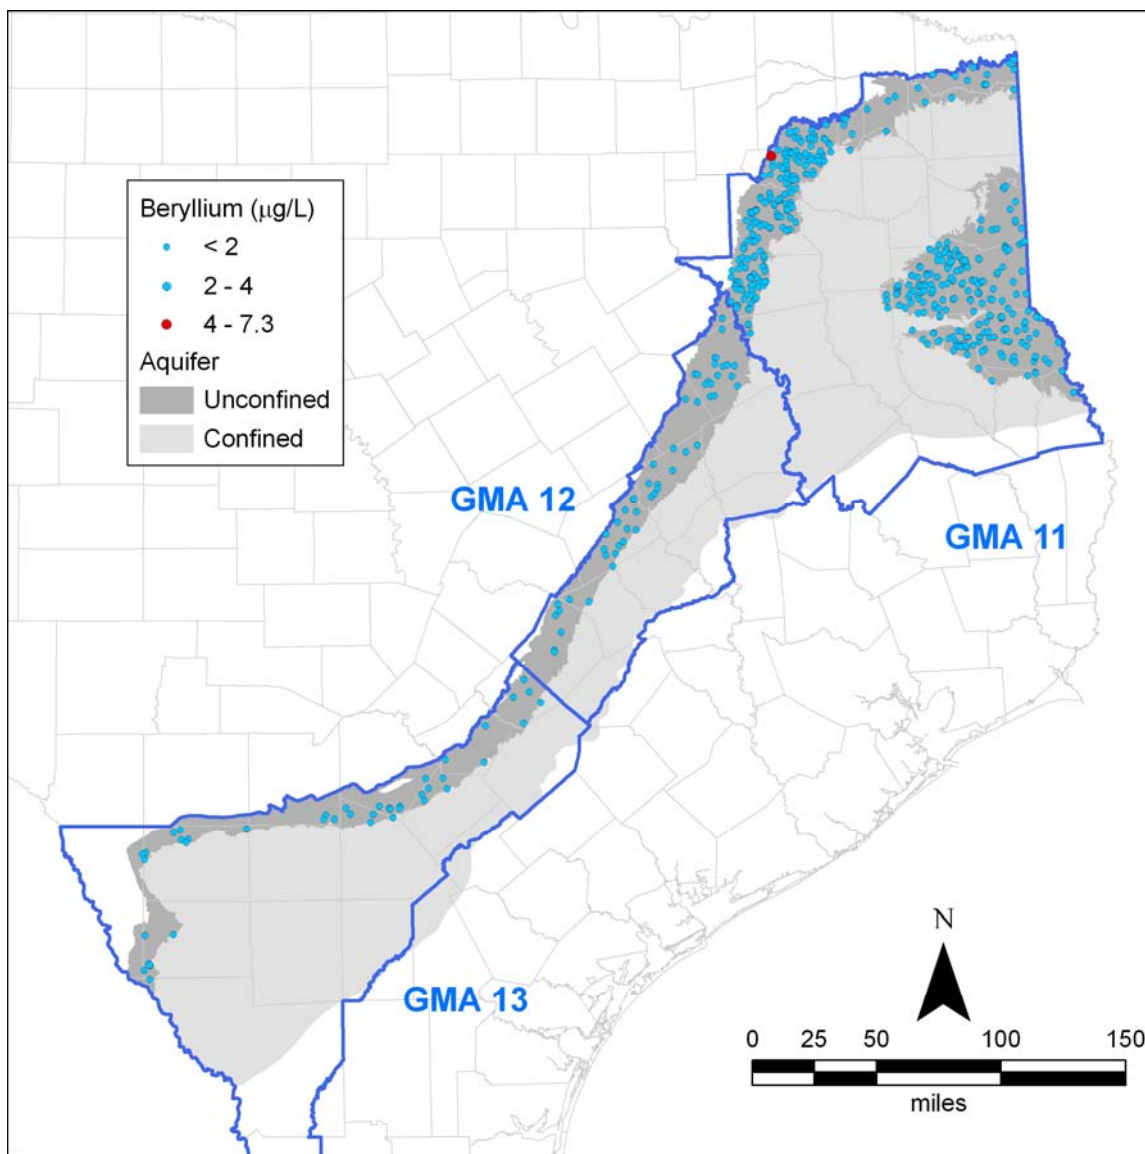 Beryllium (μg/L)
< 2
2 - 4
4 - 7.3
Aquifer
Unconfined
Confined
GMA 12
GMA 11
GMA 13
N
0 25 50 100 150
miles